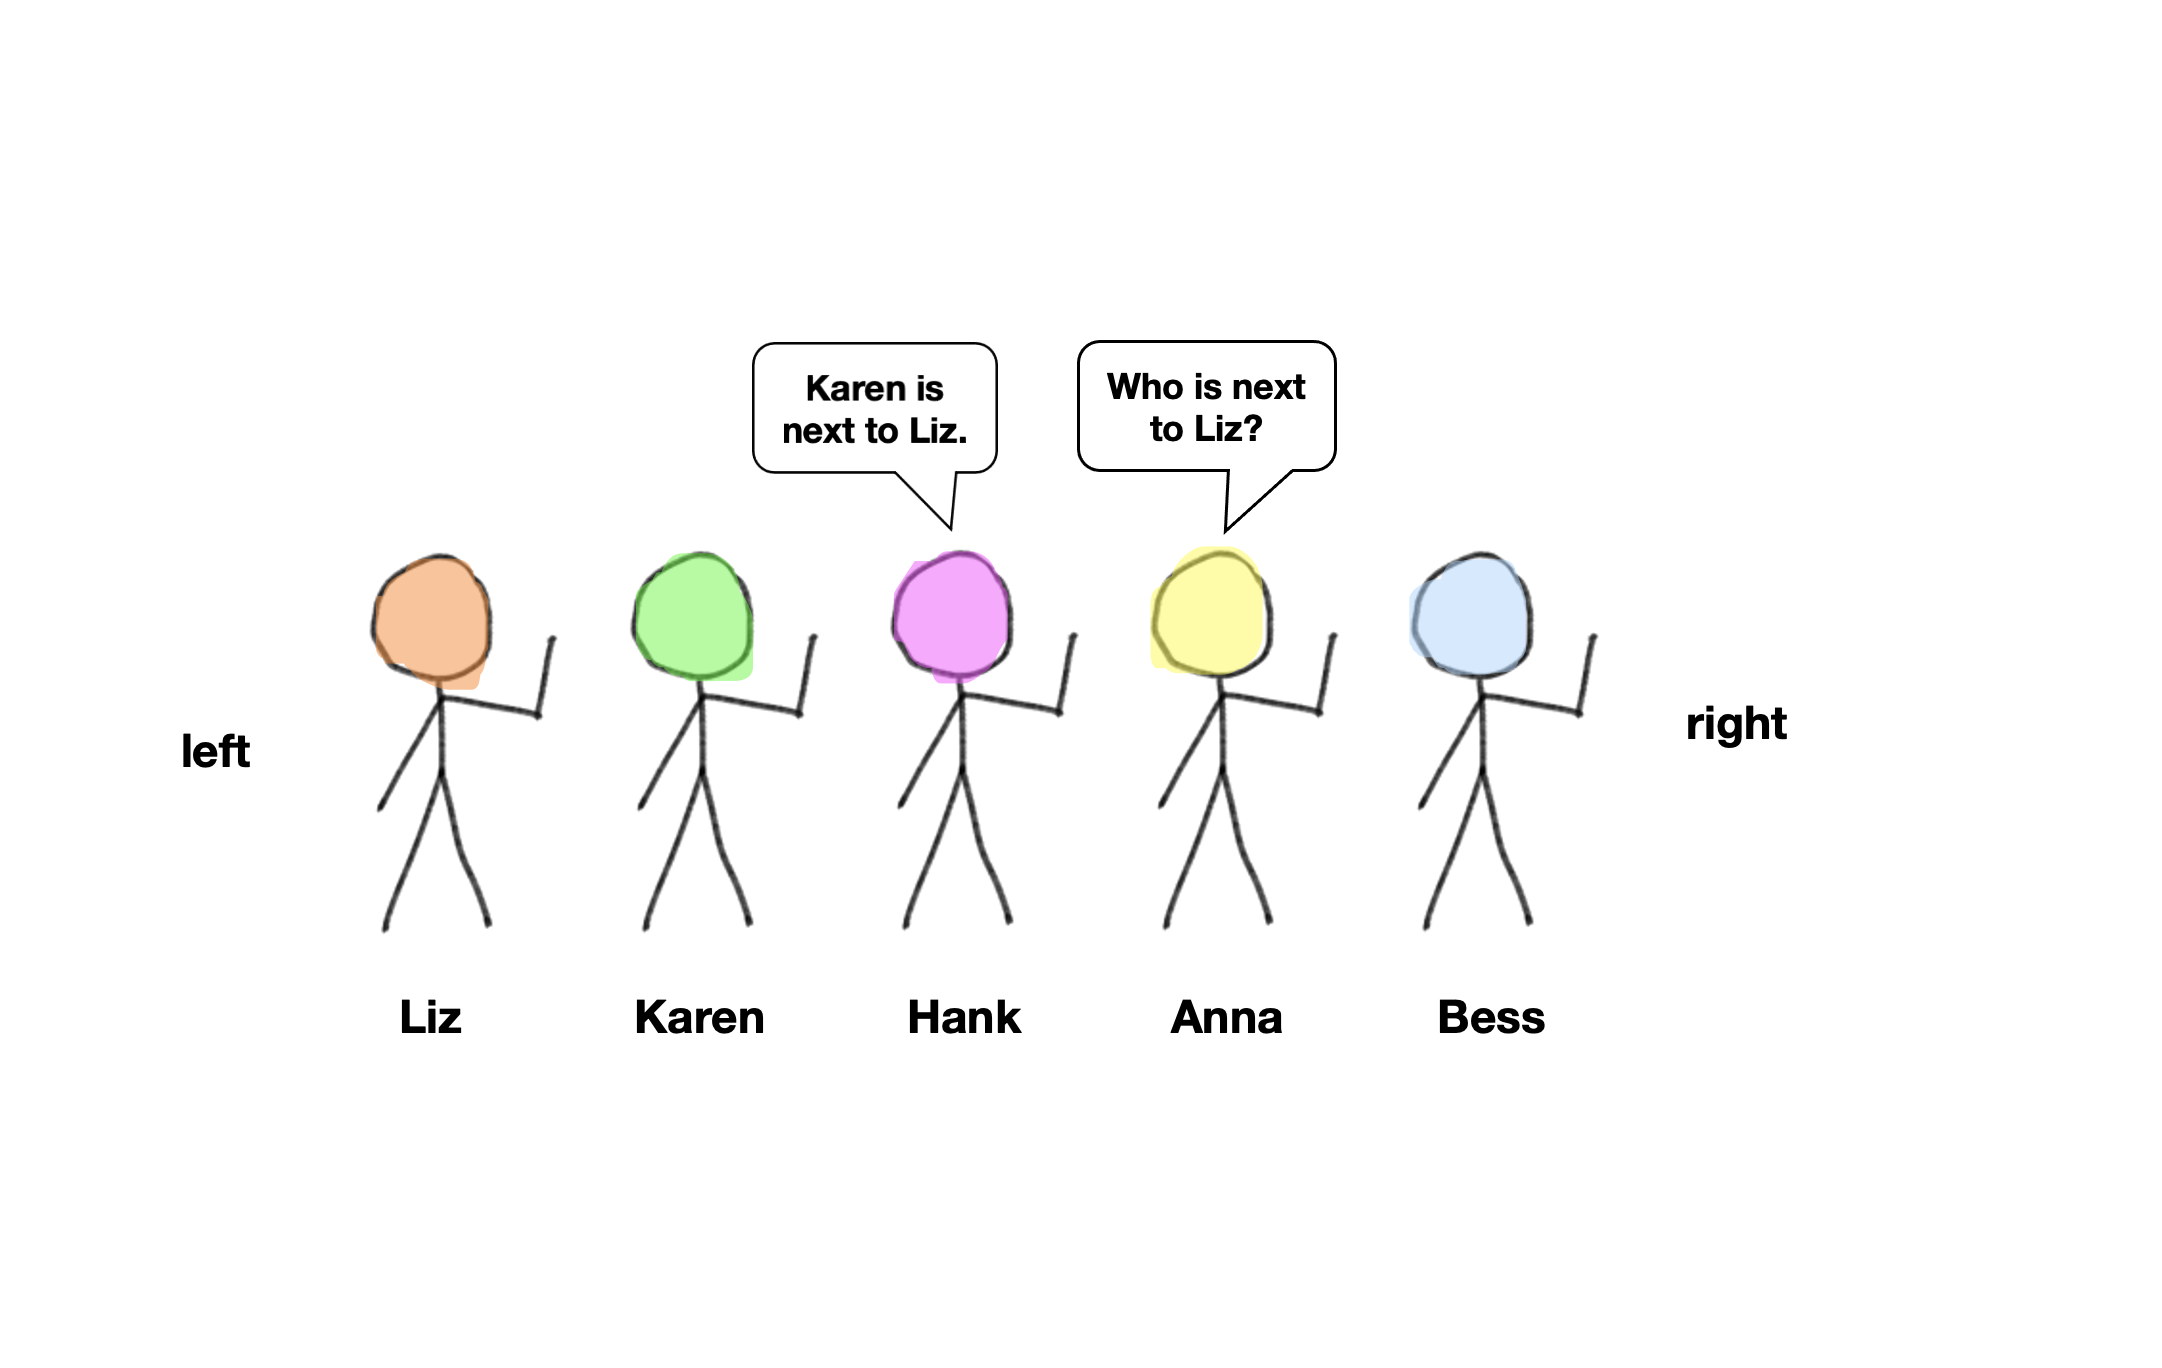 Karen is
next to Liz.
Who is next
to Liz?
left
right
Liz
Karen
Hank
Anna
Bess